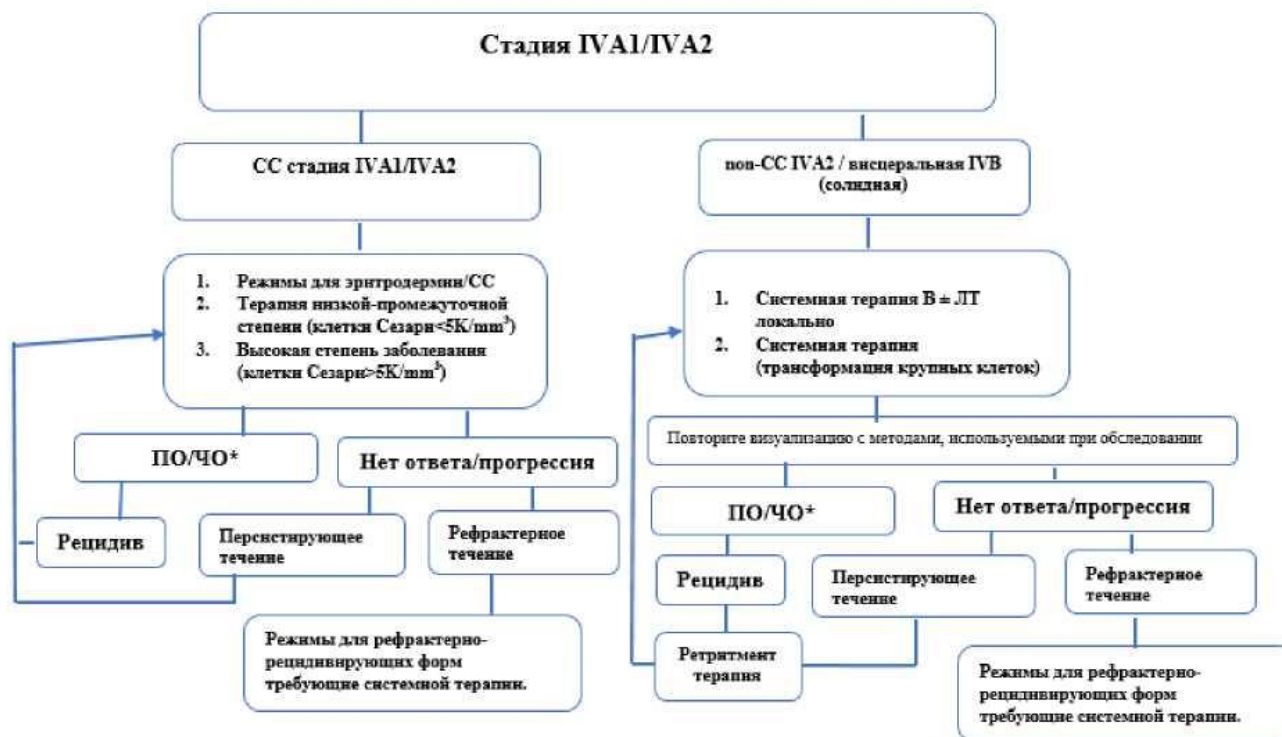 Стадия IVA1/IVA2
СС стадия IVA1/IVA2
1. Режимы для эритродермии/СС
2. Терапия низкой-промежуточной
степени (клетки Сезари<5K/mm³)
3. Высокая степень заболевания
(клетки Сезари>5K/mm³)
ПО/ЧО*
Нет ответа/прогрессия
Рецидив
Персистирующее
течение
Рефрактерное
течение
Режимы для рефрактерно-
рецидивирующих форм
требующие системной терапии.
non-СС IVA2 / висцеральная IVB
(солидная)
1. Системная терапия В ± ЛТ
локально
2. Системная терапия
(трансформация крупных клеток)
Повторите визуализацию с методами, используемыми при обследовании
ПО/ЧО*
Нет ответа/прогрессия
Рецидив
Персистирующее
течение
Рефрактерное
течение
Ретритмент
терапия
Режимы для рефрактерно-
рецидивирующих форм
требующие системной терапии.